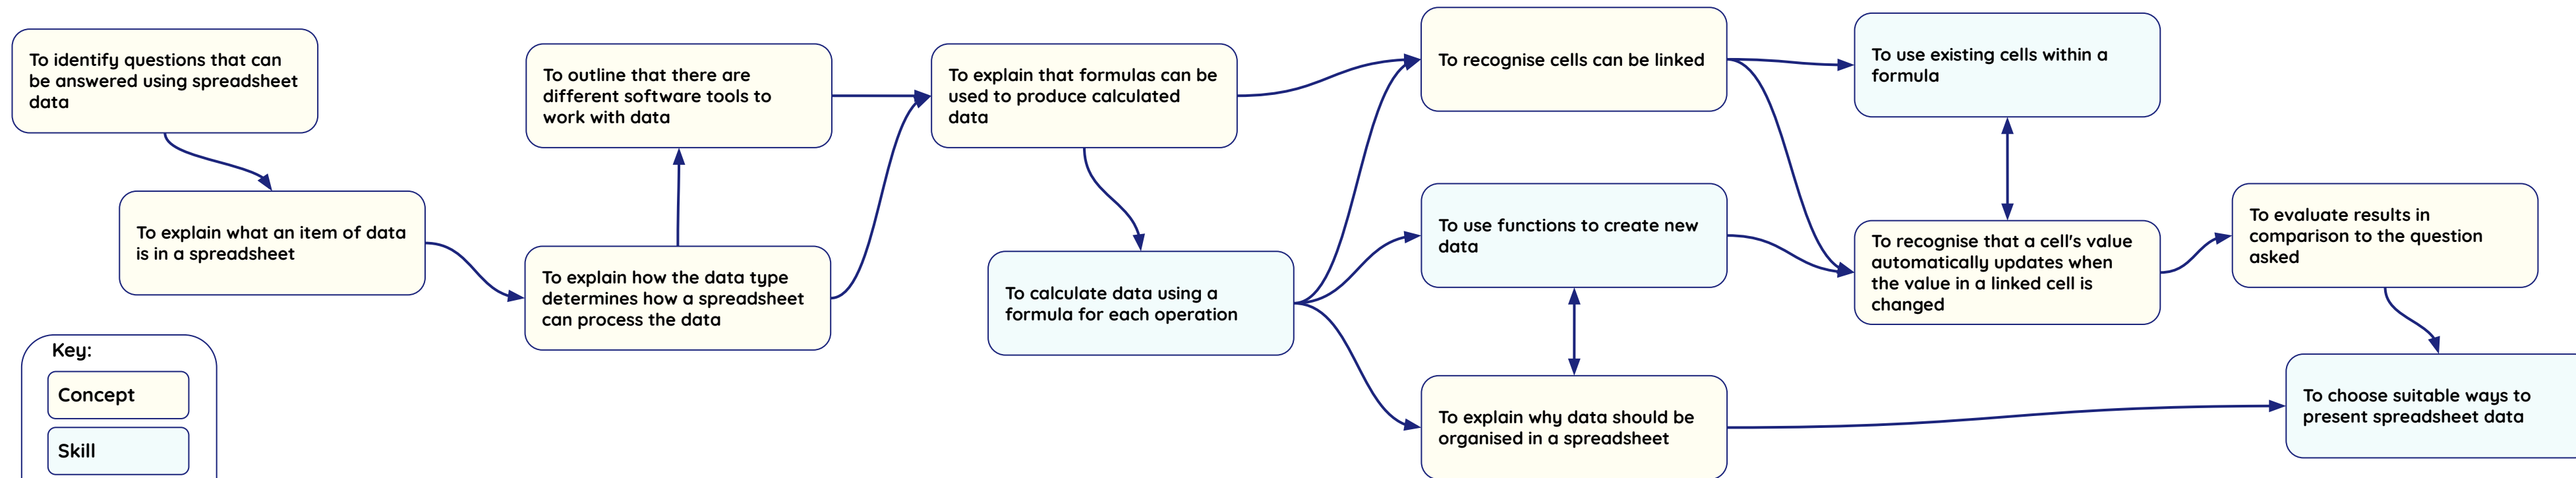 To identify questions that can
be answered using spreadsheet
data
To explain what an item of data
is in a spreadsheet
To outline that there are
different software tools to
work with data
To explain how the data type
determines how a spreadsheet
can process the data
To explain that formulas can be
used to produce calculated
data
To calculate data using a
formula for each operation
To recognise cells can be linked
To use functions to create new
data
To explain why data should be
organised in a spreadsheet
To use existing cells within a
formula
To recognise that a cell's value
automatically updates when
the value in a linked cell is
changed
To evaluate results in
comparison to the question
asked
To choose suitable ways to
present spreadsheet data
Key:
Concept
Skill